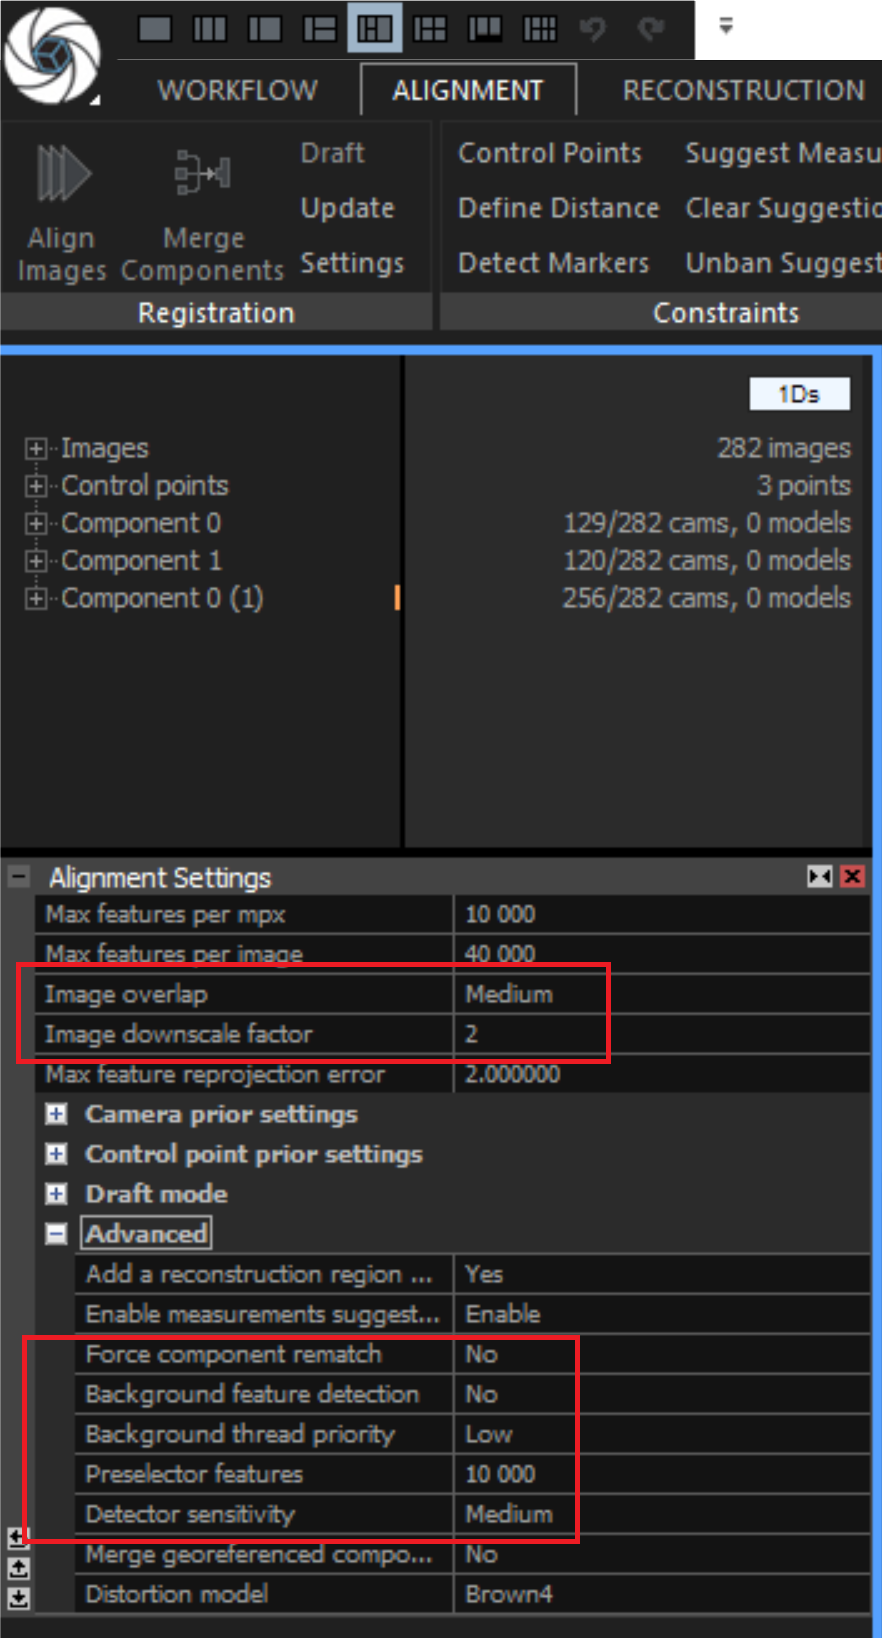 WORKFLOW ALIGNMENT RECONSTRUCTION
Align Images
Merge Components
Draft
Update
Settings
Registration
Control Points
Define Distance
Detect Markers
Suggest Measu
Clear Suggestio
Unban Suggest
Constraints
1Ds
Images 282 images
Control points 3 points
Component 0 129/282 cams, 0 models
Component 1 120/282 cams, 0 models
Component 0 (1) 256/282 cams, 0 models
Alignment Settings
Max features per mpx 10 000
Max features per image 40 000
Image overlap Medium
Image downscale factor 2
Max feature reprojection error 2.000000
Camera prior settings
Control point prior settings
Draft mode
Advanced
Add a reconstruction region ... Yes
Enable measurements suggest... Enable
Force component rematch No
Background feature detection No
Background thread priority Low
Preselector features 10 000
Detector sensitivity Medium
Merge georeferenced compo... No
Distortion model Brown4